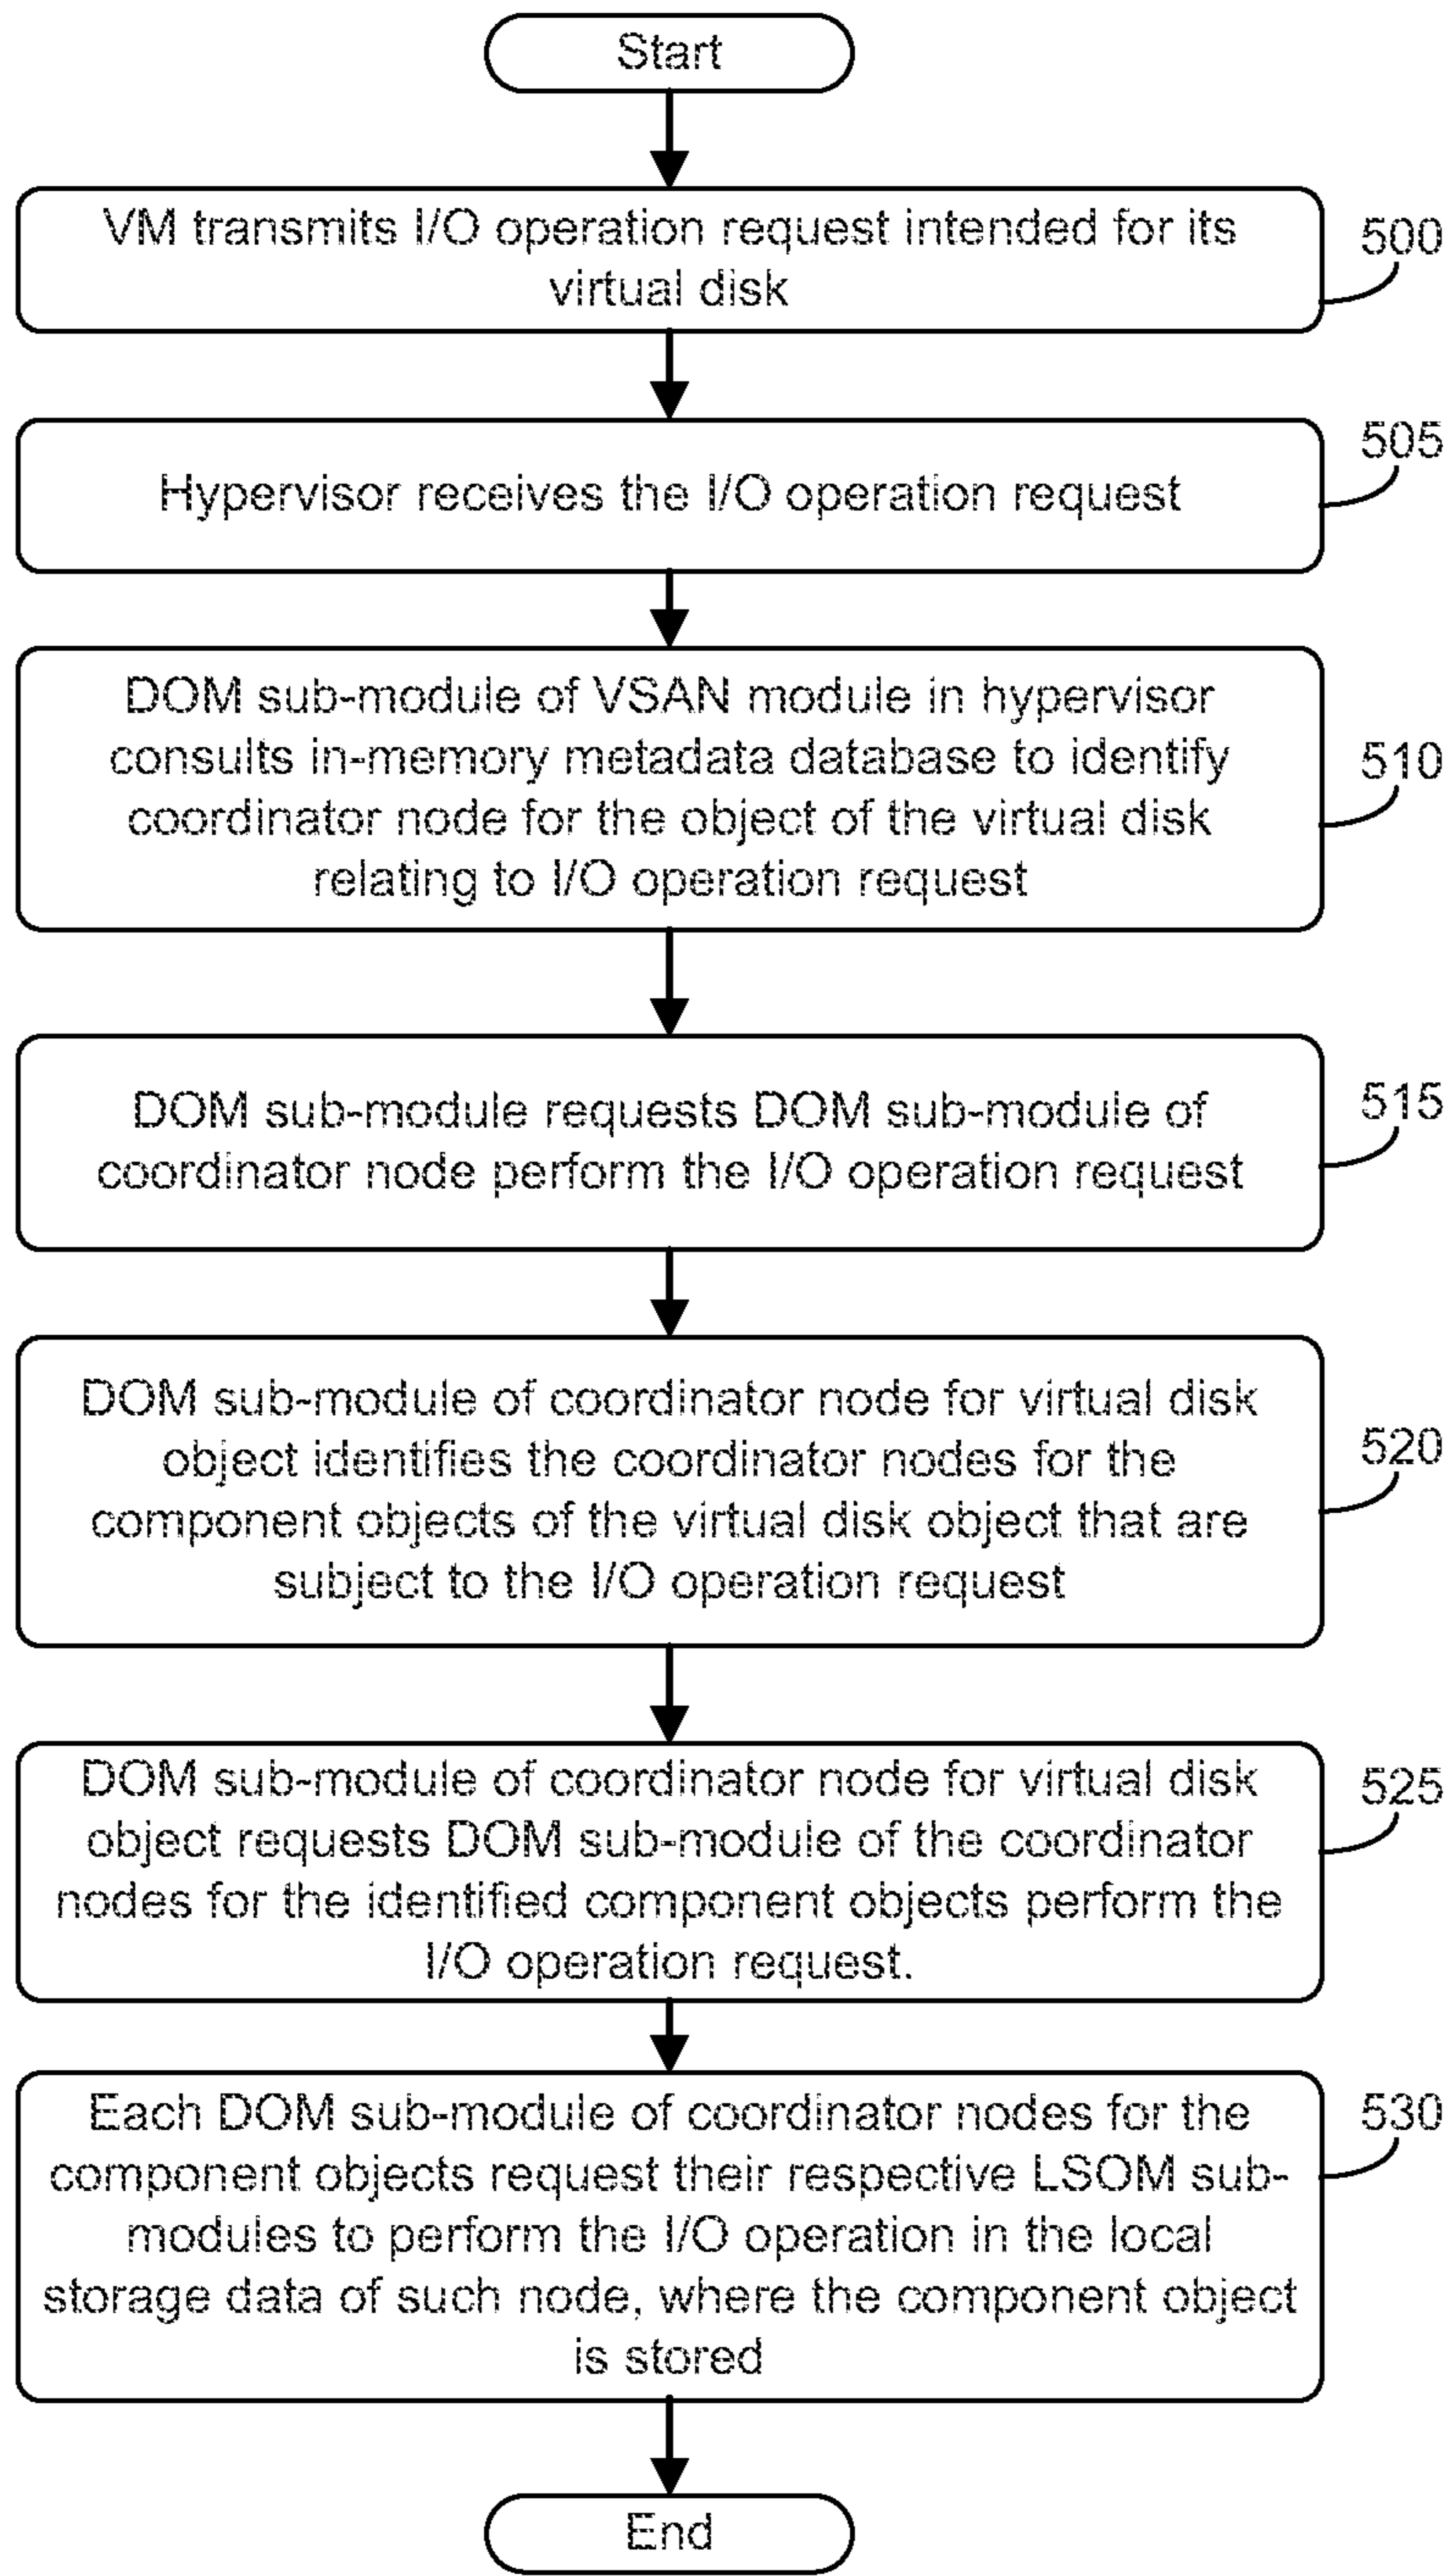 Start
VM transmits I/O operation request intended for its
virtual disk
500
Hypervisor receives the I/O operation request
505
DOM sub-module of VSAN module in hypervisor
consults in-memory metadata database to identify
coordinator node for the object of the virtual disk
relating to I/O operation request
510
DOM sub-module requests DOM sub-module of
coordinator node perform the I/O operation request
515
DOM sub-module of coordinator node for virtual disk
object identifies the coordinator nodes for the
component objects of the virtual disk object that are
subject to the I/O operation request
520
DOM sub-module of coordinator node for virtual disk
object requests DOM sub-module of the coordinator
nodes for the identified component objects perform the
I/O operation request.
525
Each DOM sub-module of coordinator nodes for the
component objects request their respective LSOM sub-
modules to perform the I/O operation in the local
storage data of such node, where the component object
is stored
530
End